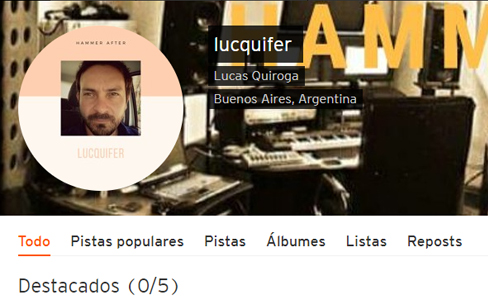 HAMM
HAMMER AFTER
LUCQUIFER
lucquifer
Lucas Quiroga
Buenos Aires, Argentina
Todo Pistas populares Pistas Álbumes Listas Reposts
Destacados (0/5)